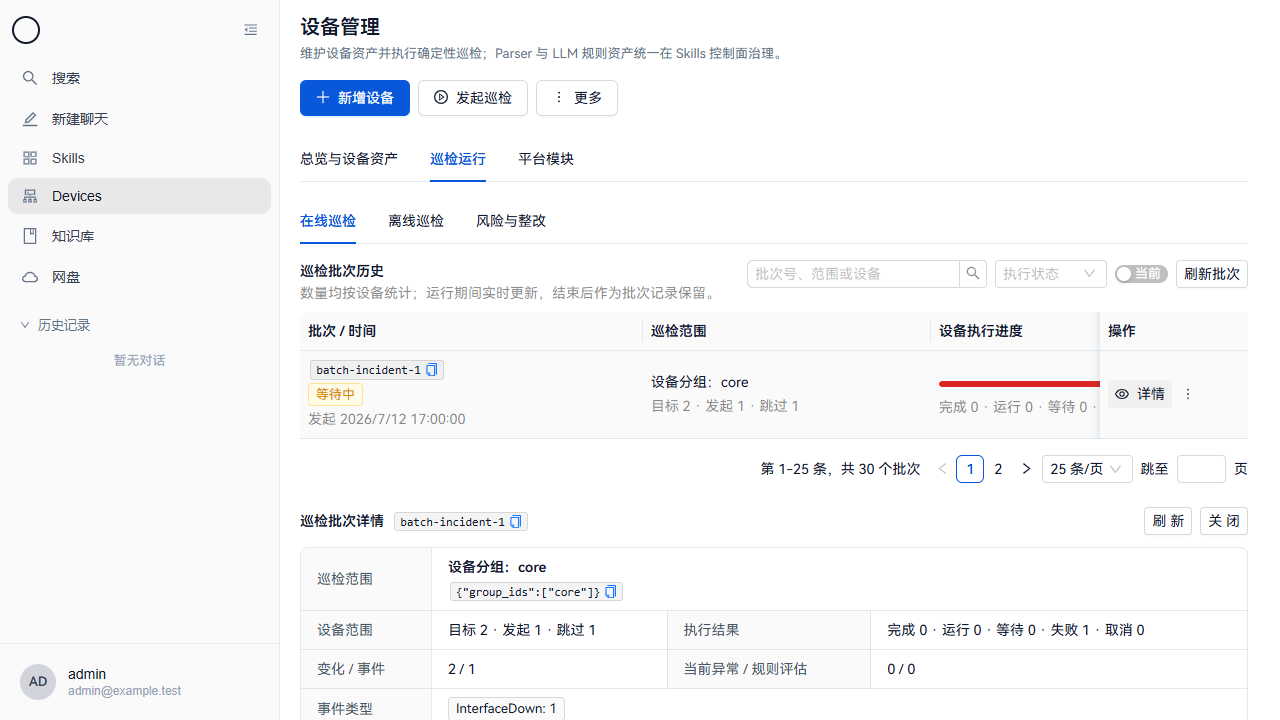 搜索
新建聊天
Skills
Devices
知识库
网盘
历史记录
暂无对话
AD
admin
admin@example.test
设备管理
维护设备资产并执行确定性巡检；Parser 与 LLM 规则资产统一在 Skills 控制面治理。
新增设备 发起巡检 更多
总览与设备资产 巡检运行 平台模块
在线巡检 离线巡检 风险与整改
巡检批次历史
数量均按设备统计；运行期间实时更新，结束后作为批次记录保留。
批次号、范围或设备 执行状态 当前 刷新批次
批次 / 时间 巡检范围 设备执行进度 操作
batch-incident-1
等待中
发起 2026/7/12 17:00:00
设备分组：core
目标 2 · 发起 1 · 跳过 1
完成 0 · 运行 0 · 等待 0 ·
详情
第 1-25 条，共 30 个批次 1 2 25 条/页 跳至 页
巡检批次详情 batch-incident-1 刷 新 关 闭
巡检范围 设备分组：core
{"group_ids":["core"]}
设备范围 目标 2 · 发起 1 · 跳过 1 执行结果 完成 0 · 运行 0 · 等待 0 · 失败 1 · 取消 0
变化 / 事件 2 / 1 当前异常 / 规则评估 0 / 0
事件类型 InterfaceDown: 1